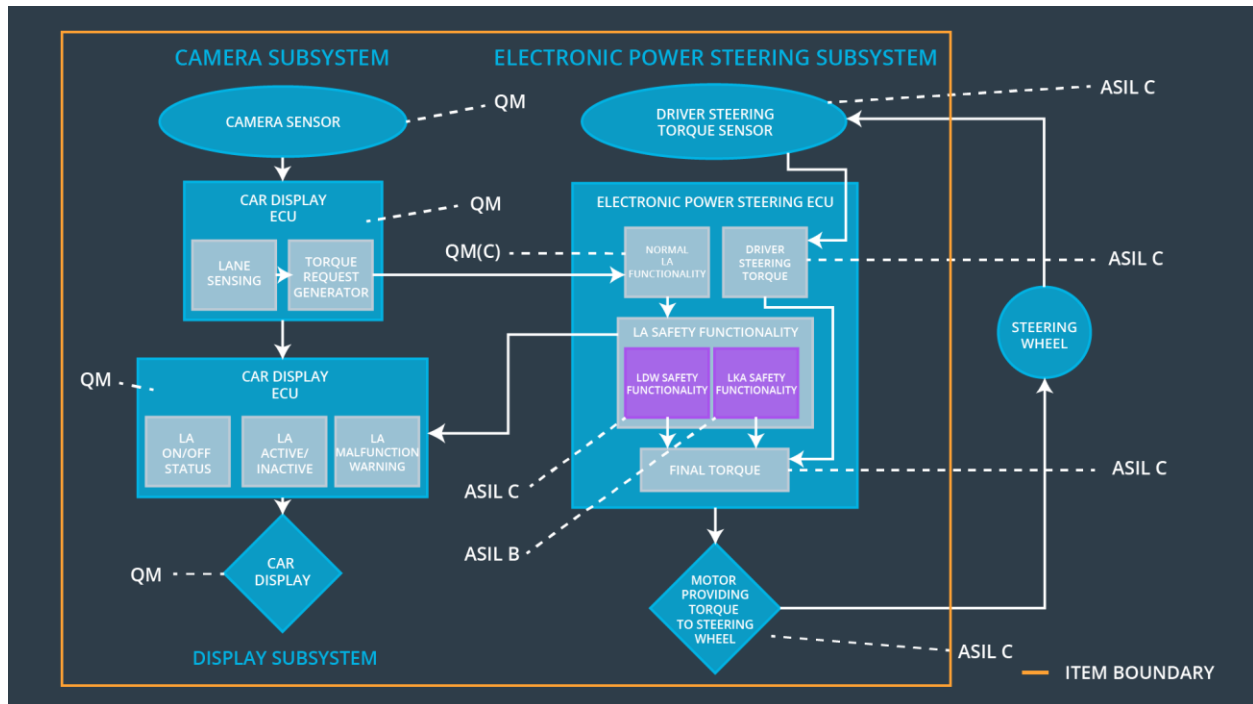 CAMERA SUBSYSTEM
ELECTRONIC POWER STEERING SUBSYSTEM
CAMERA SENSOR
QM
DRIVER STEERING
TORQUE SENSOR
ASIL C
CAR DISPLAY
ECU
QM
LANE
SENSING
TORQUE
REQUEST
GENERATOR
ELECTRONIC POWER STEERING ECU
QM(C)
NORMAL
LA
FUNCTIONALITY
DRIVER
STEERING
TORQUE
ASIL C
LA SAFETY FUNCTIONALITY
LDW SAFETY
FUNCTIONALITY
LKA SAFETY
FUNCTIONALITY
STEERING
WHEEL
QM
CAR DISPLAY
ECU
LA
ON/OFF
STATUS
LA
ACTIVE/
INACTIVE
LA
MALFUNCTION
WARNING
FINAL TORQUE
ASIL C
ASIL C
ASIL B
QM
CAR
DISPLAY
MOTOR
PROVIDING
TORQUE
TO STEERING
WHEEL
ASIL C
DISPLAY SUBSYSTEM
ITEM BOUNDARY